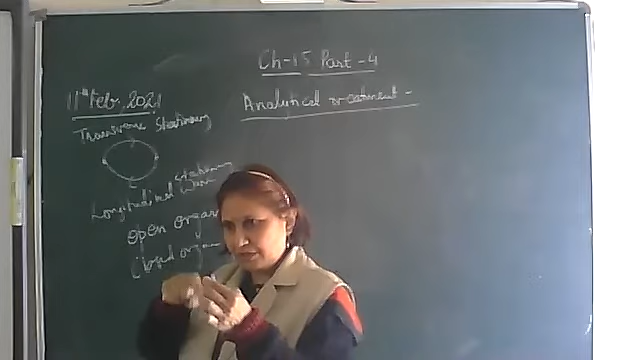 Ch-15 Part-4
11th Feb, 2021
Analytical treatment -
Transverse Stationary
stationary
Longitudinal Wave
open organ
Closed organ